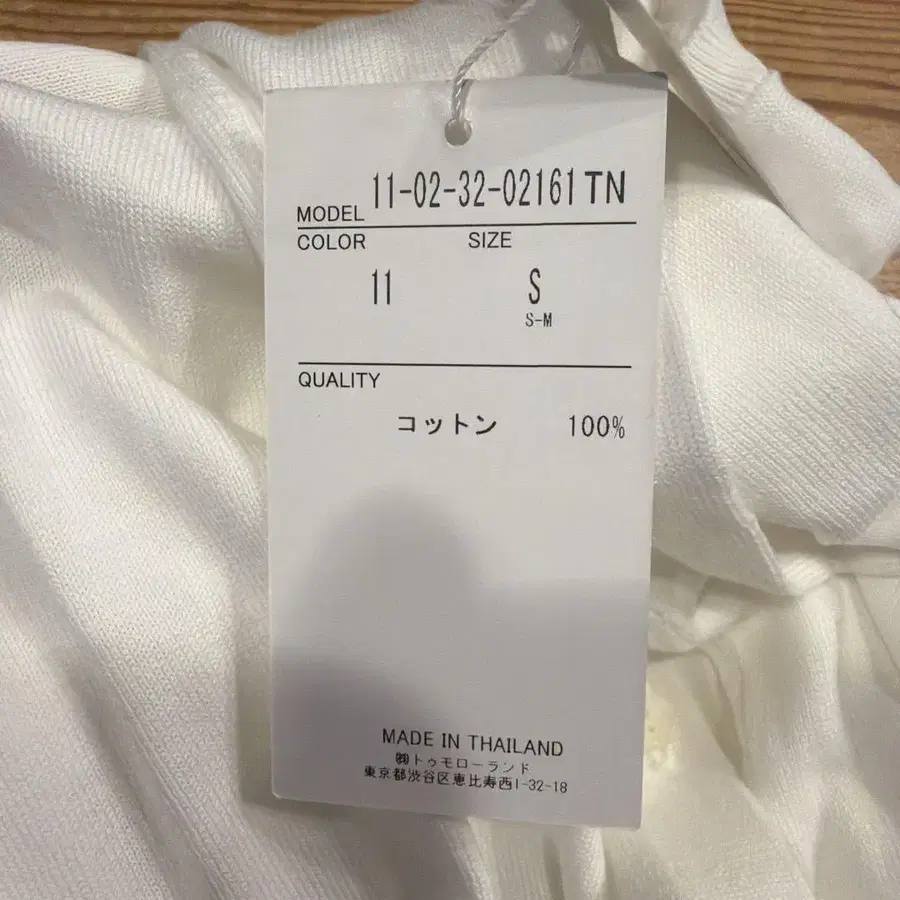 MODEL 11-02-32-02161 TN
COLOR SIZE
11 S
S-M
QUALITY
コットン 100%
MADE IN THAILAND
㈱トゥモローランド
東京都渋谷区恵比寿西1-32-18